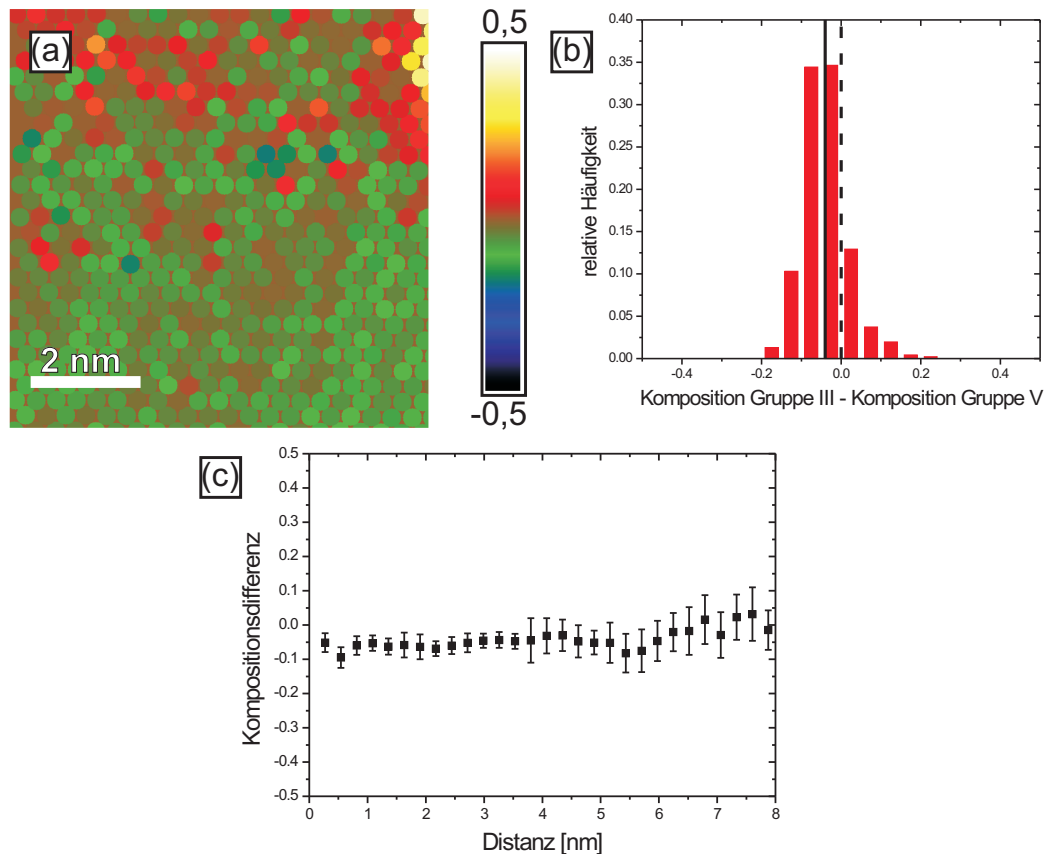 (a)
2 nm
0,5
-0,5
(b)
relative Häufigkeit
0.40
0.35
0.30
0.25
0.20
0.15
0.10
0.05
0.00
-0.4 -0.2 0.0 0.2 0.4
Komposition Gruppe III - Komposition Gruppe V
(c)
Kompositionsdifferenz
0.5
0.4
0.3
0.2
0.1
0.0
-0.1
-0.2
-0.3
-0.4
-0.5
0 1 2 3 4 5 6 7 8
Distanz [nm]